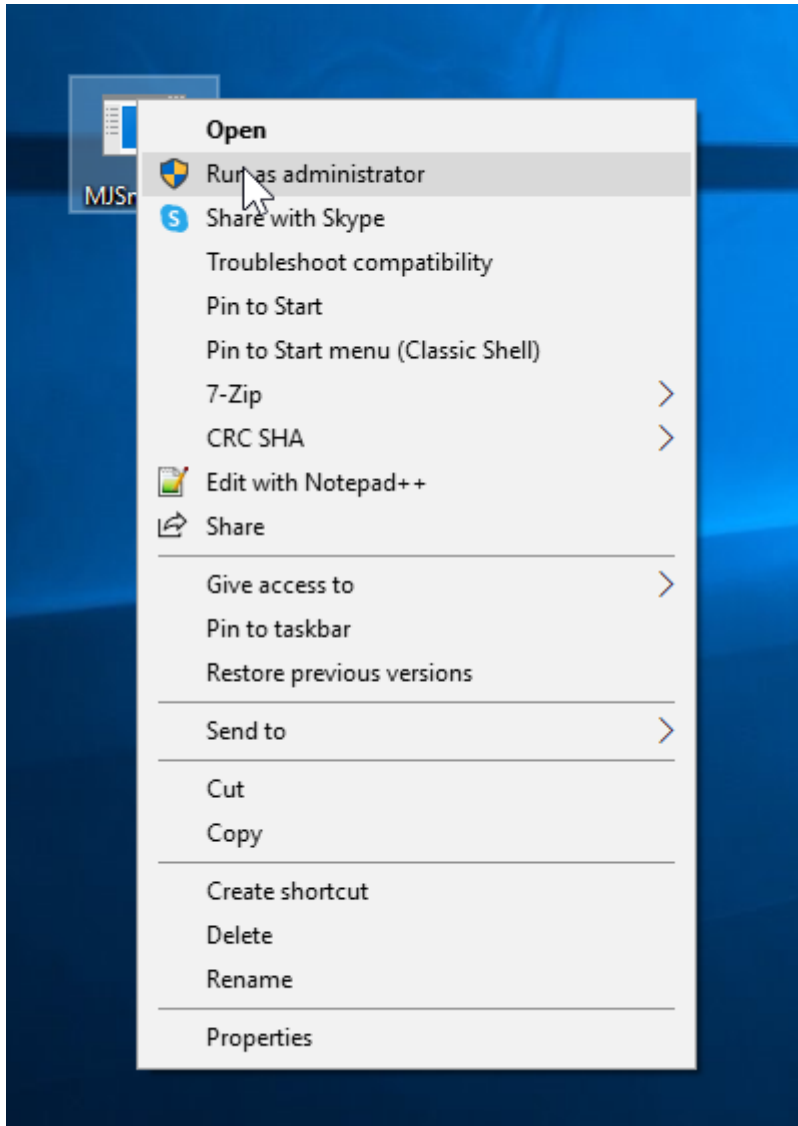 Open
Run as administrator
MJSr
Share with Skype
Troubleshoot compatibility
Pin to Start
Pin to Start menu (Classic Shell)
7-Zip
CRC SHA
Edit with Notepad++
Share
Give access to
Pin to taskbar
Restore previous versions
Send to
Cut
Copy
Create shortcut
Delete
Rename
Properties